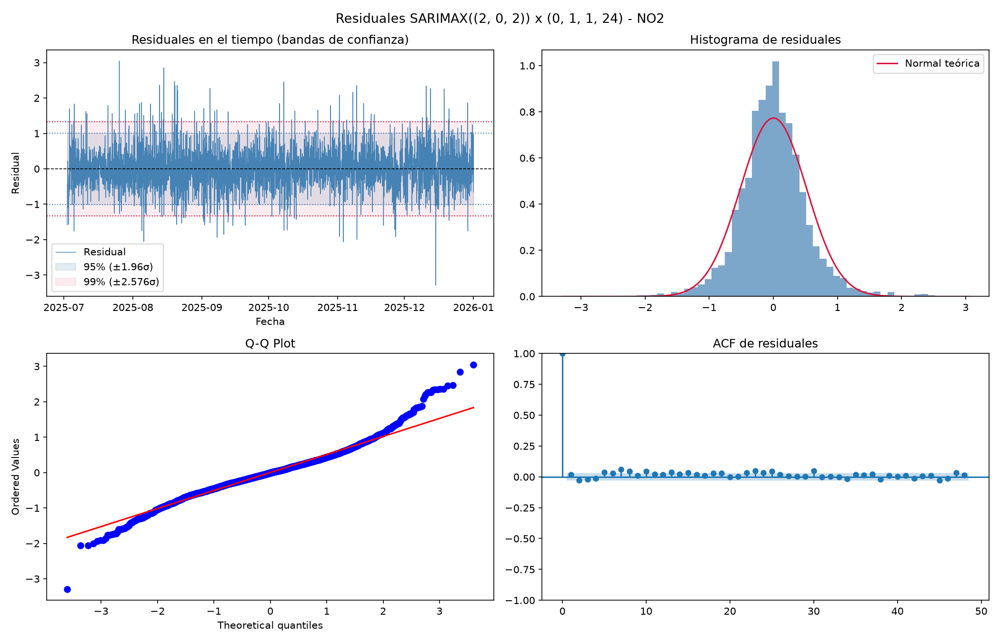 Residuales SARIMAX((2, 0, 2)) x (0, 1, 1, 24) - NO2
Residuales en el tiempo (bandas de confianza)
3
2
1
0
−1
−2
−3
Residual
Residual
95% (±1.96σ)
99% (±2.576σ)
2025-07 2025-08 2025-09 2025-10 2025-11 2025-12 2026-01
Fecha
Histograma de residuales
Normal teórica
1.0
0.8
0.6
0.4
0.2
0.0
−3 −2 −1 0 1 2 3
Q-Q Plot
3
2
1
0
−1
−2
−3
Ordered Values
−3 −2 −1 0 1 2 3
Theoretical quantiles
ACF de residuales
1.00
0.75
0.50
0.25
0.00
−0.25
−0.50
−0.75
−1.00
0 10 20 30 40 50